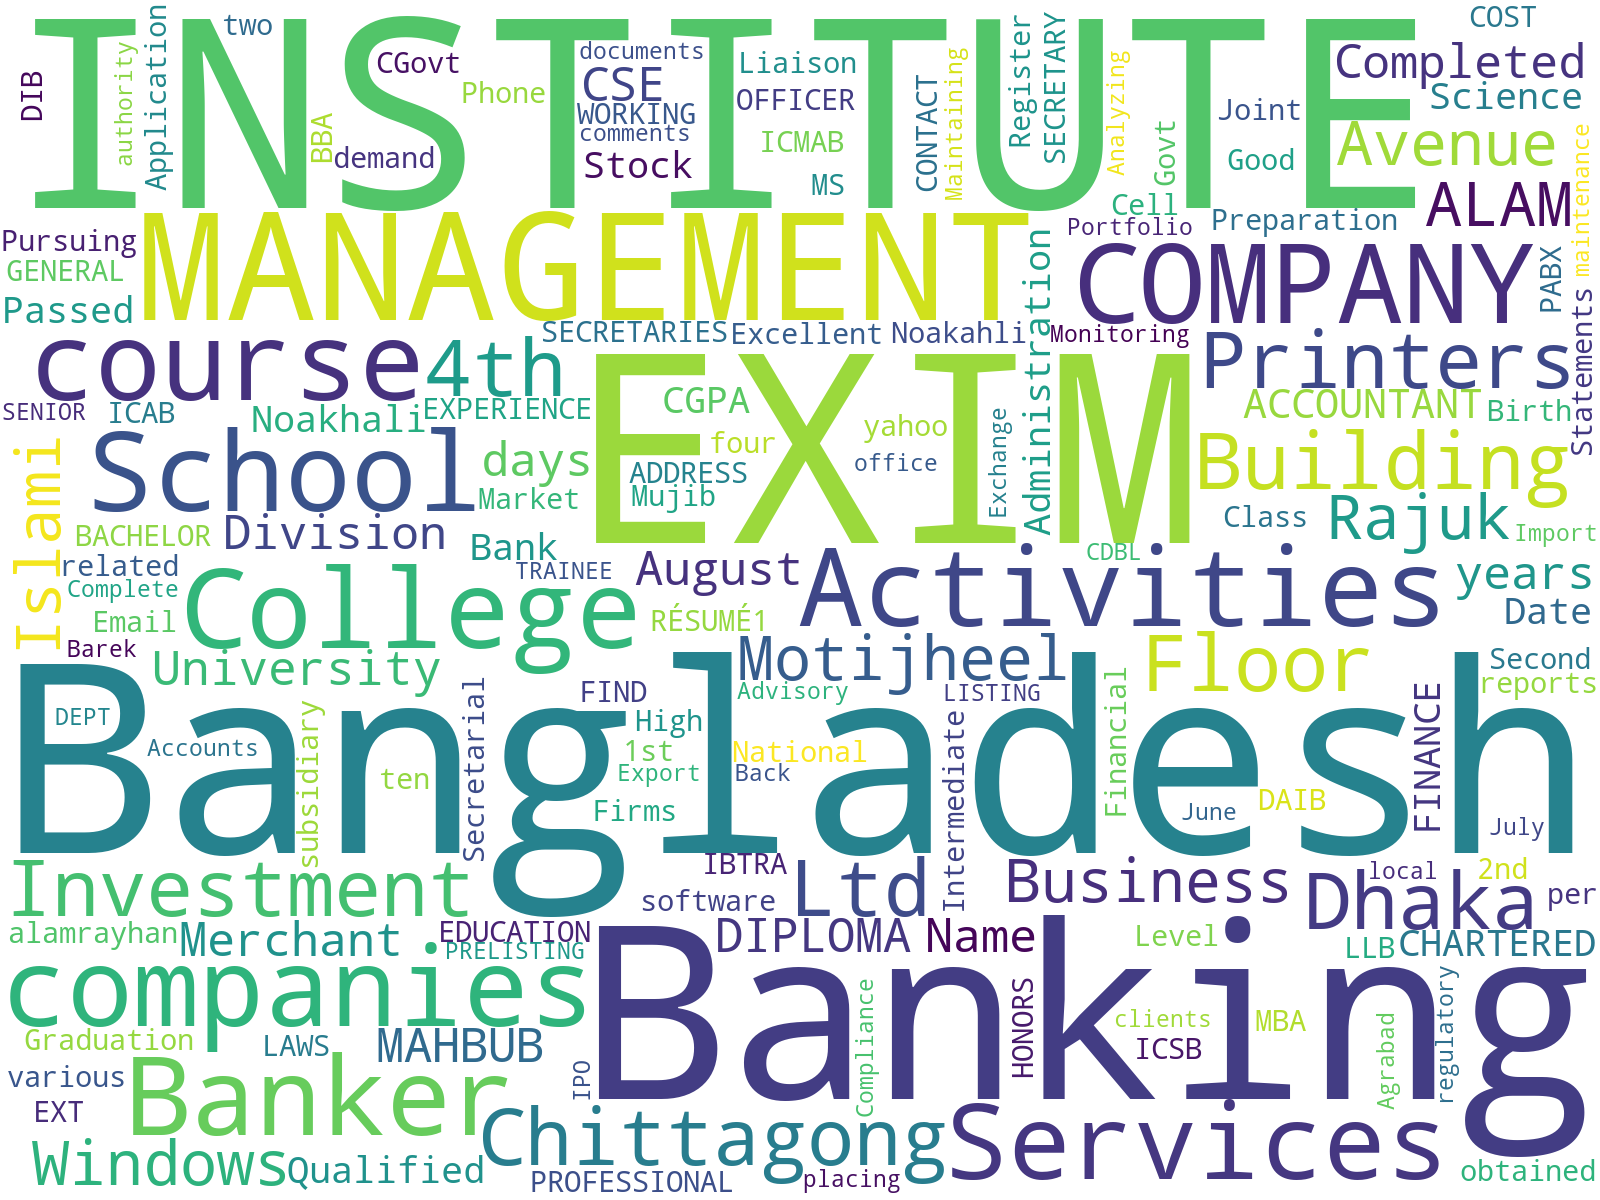 INSTITUTE
COST
two
DIB
authority
Application
CGovt
documents
CSE
Liaison
Completed
Phone
BBA
demand
WORKING
comments
Stock
OFFICER
ICMAB
MS
CONTACT
Maintaining
Register
SECRETARY
Analyzing
Govt
Joint
Good
Science
Avenue
ALAM
maintenance
Pursuing
GENERAL
Passed
MANAGEMENT
Cell
Portfolio
Preparation
COMPANY
PABX
Statements
Administration
SECRETARIES
Excellent
Noakahli
Monitoring
course
4th
Printers
SENIOR
ICAB
Noakhali
EXPERIENCE
CGPA
four
yahoo
office
Exchange
EXIM
ACCOUNTANT
Birth
Islami
School
days
Market
ADDRESS
Mujib
Building
BACHELOR
Division
Bank
Class
Rajuk
Import
related
Complete
Email
Barek
College
TRAINEE
August
RÉSUMÉ1
CDBL
Activities
years
Date
University
Motijheel
Floor
Second
reports
Bangladesh
DEPT
Accounts
subsidiary
ten
Secretarial
FIND
High
1st
Export
Firms
Advisory
National
Back
LISTING
Intermediate
Financial
June
DAIB
FINANCE
July
Investment
IBTRA
software
Ltd
Business
Dhaka
local
2nd
per
alamrayhan
Merchant
EDUCATION
PRELISTING
DIPLOMA
Name
Level
LLB
CHARTERED
companies
Banking
Graduation
LAWS
MAHBUB
Compliance
HONORS
clients
ICSB
MBA
Agrabad
regulatory
various
EXT
Banker
IPO
Windows
Qualified
Chittagong
PROFESSIONAL
placing
Services
obtained